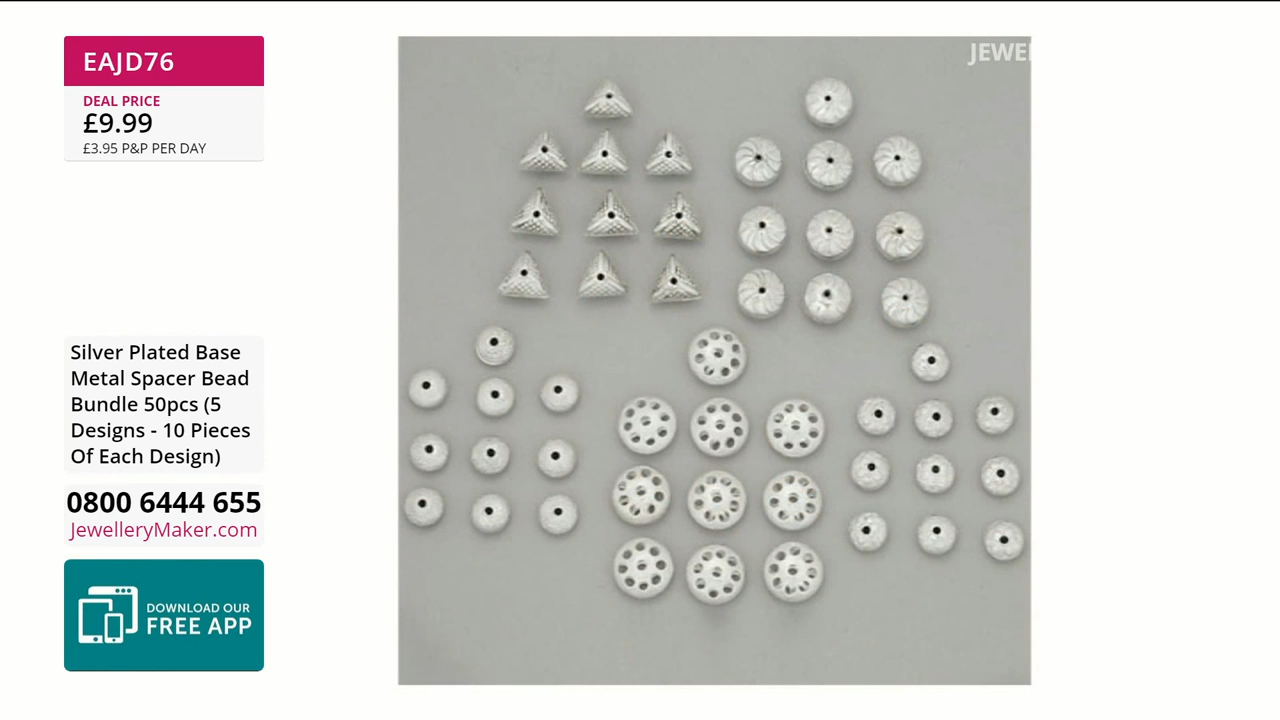 EAJD76
DEAL PRICE
£9.99
£3.95 P&P PER DAY
Silver Plated Base
Metal Spacer Bead
Bundle 50pcs (5
Designs - 10 Pieces
Of Each Design)
0800 6444 655
JewelleryMaker.com
DOWNLOAD OUR
FREE APP
JEWEL